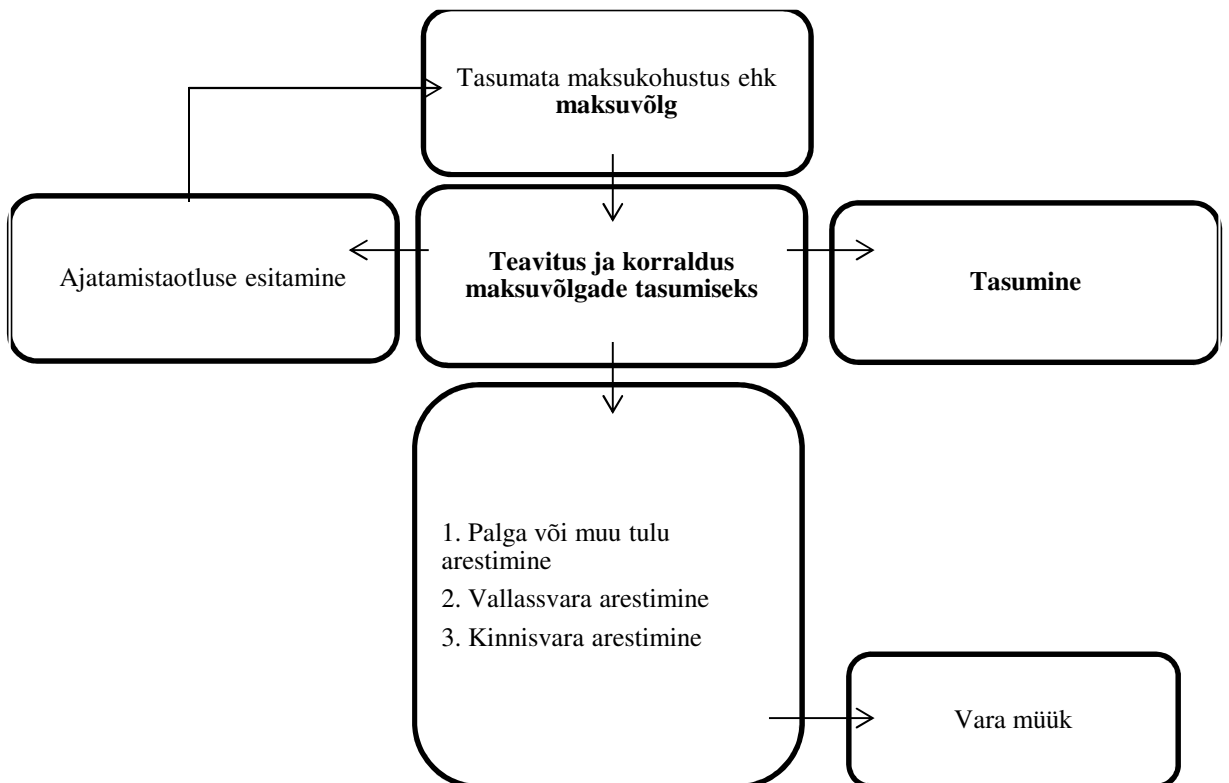 Tasumata maksukohustus ehk
maksuvõlg
Ajatamistaotluse esitamine
Teavitus ja korraldus
maksuvõlgade tasumiseks
Tasumine
1. Palga või muu tulu
arestimine
2. Vallassvara arestimine
3. Kinnisvara arestimine
Vara müük